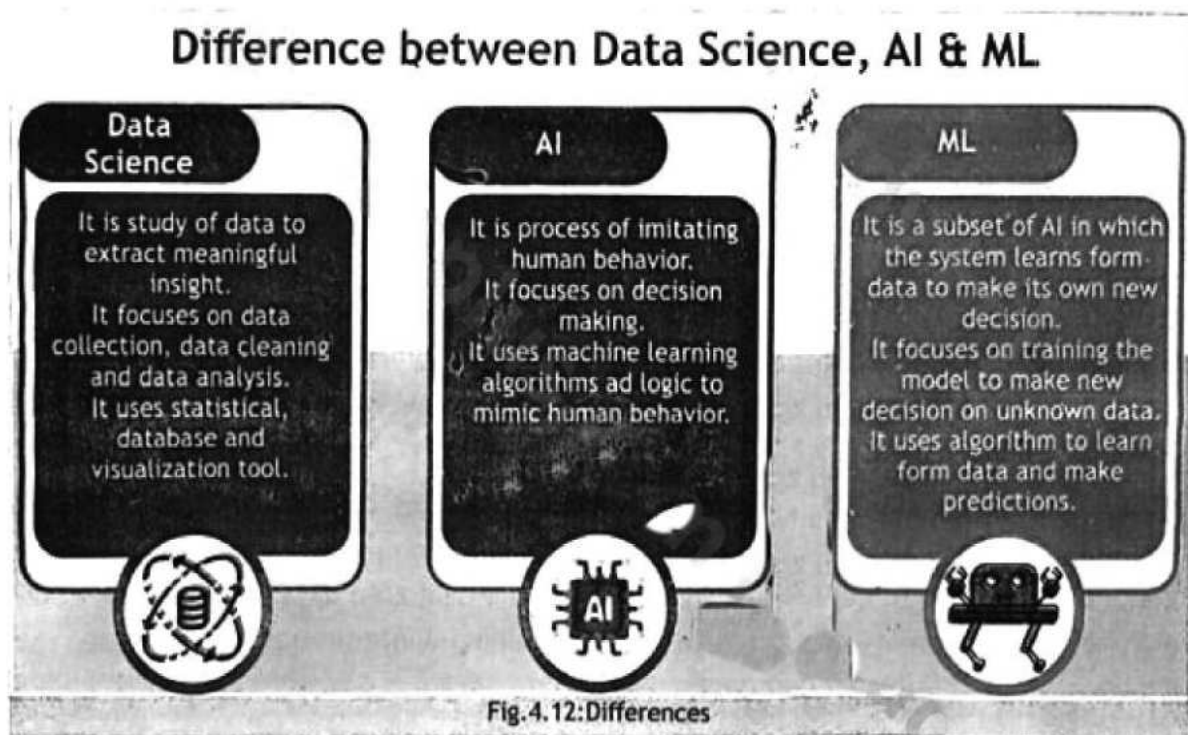 Difference between Data Science, AI & ML
Data
Science
It is study of data to
extract meaningful
insight.
It focuses on data
collection, data cleaning
and data analysis.
It uses statistical,
database and
visualization tool.
AI
It is process of imitating
human behavior.
It focuses on decision
making.
It uses machine learning
algorithms ad logic to
mimic human behavior.
AI
ML
It is a subset of AI in which
the system learns form
data to make its own new
decision.
It focuses on training the
model to make new
decision on unknown data.
It uses algorithm to learn
form data and make
predictions.
Fig.4.12:Differences